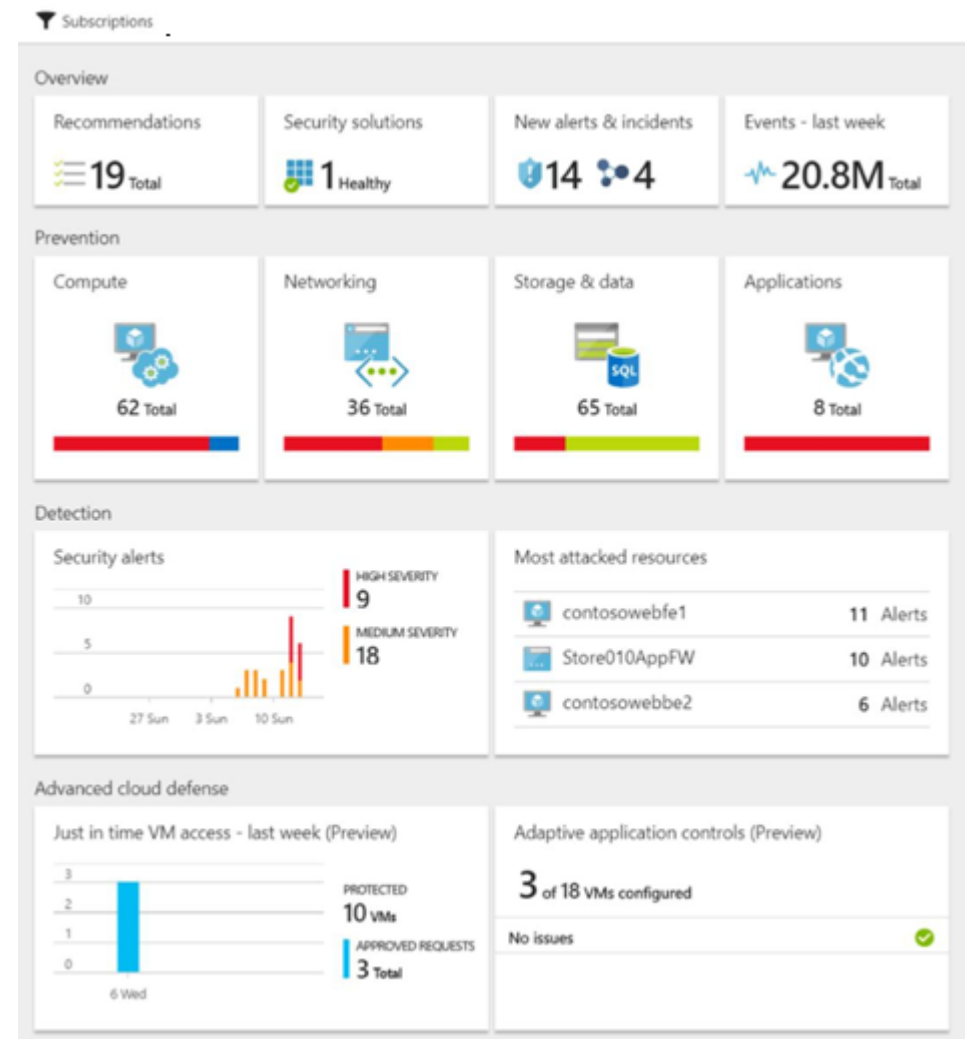 Subscriptions
Overview
Recommendations
19 Total
Security solutions
1 Healthy
New alerts & incidents
14 4
Events - last week
20.8M Total
Prevention
Compute
62 Total
Networking
36 Total
Storage & data
SQL
65 Total
Applications
8 Total
Detection
Security alerts
10
5
0
27 Sun 3 Sun 10 Sun
HIGH SEVERITY
9
MEDIUM SEVERITY
18
Most attacked resources
contosowebfe1 11 Alerts
Store010AppFW 10 Alerts
contosowebbe2 6 Alerts
Advanced cloud defense
Just in time VM access - last week (Preview)
3
2
1
0
6 Wed
PROTECTED
10 VMs
APPROVED REQUESTS
3 Total
Adaptive application controls (Preview)
3 of 18 VMs configured
No issues